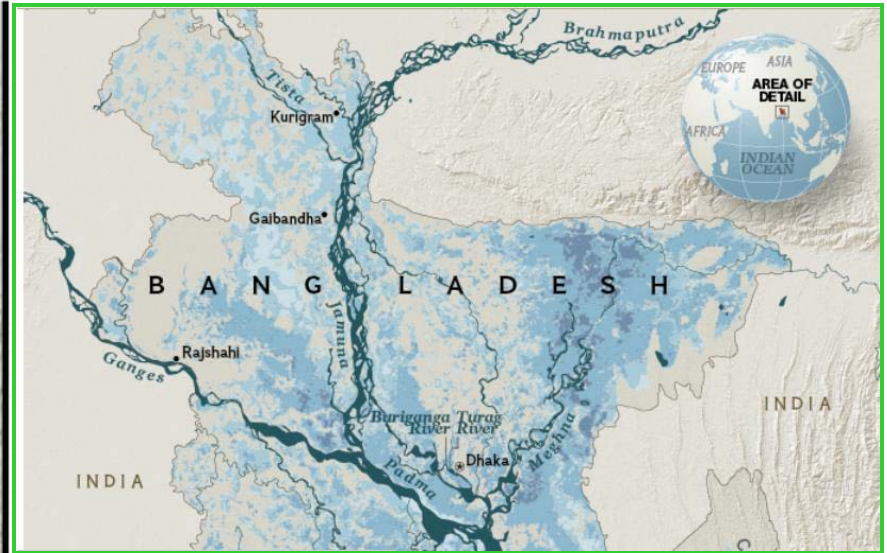 Brahmaputra
EUROPE
ASIA
AREA OF
DETAIL
AFRICA
INDIAN
OCEAN
Tista
Kurigram
Gaibandha
BANGLADESH
Jamuna
Rajshahi
Ganges
Buriganga Turag
River River
Meghna
Dhaka
Padma
INDIA
INDIA